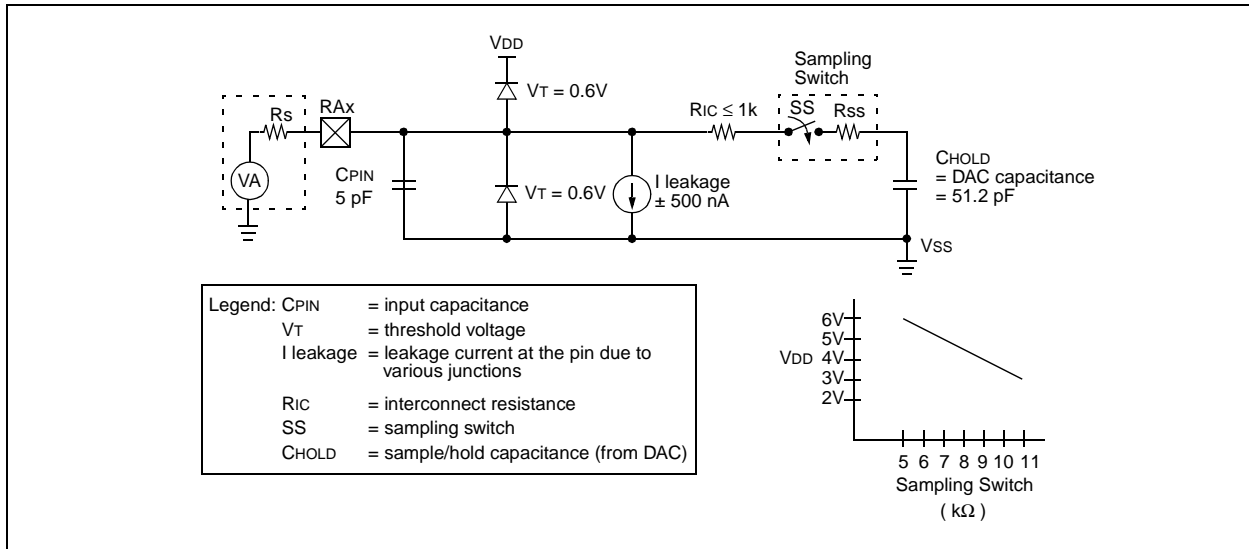 VDD
VT = 0.6V
Sampling
Switch
Rs
RAx
RIC ≤ 1k
SS
RSS
VA
CPIN
5 pF
VT = 0.6V
I leakage
± 500 nA
CHOLD
= DAC capacitance
= 51.2 pF
VSS
Legend: CPIN = input capacitance
VT = threshold voltage
I leakage = leakage current at the pin due to
various junctions
RIC = interconnect resistance
SS = sampling switch
CHOLD = sample/hold capacitance (from DAC)
6V
5V
VDD 4V
3V
2V
5 6 7 8 9 10 11
Sampling Switch
( kΩ )